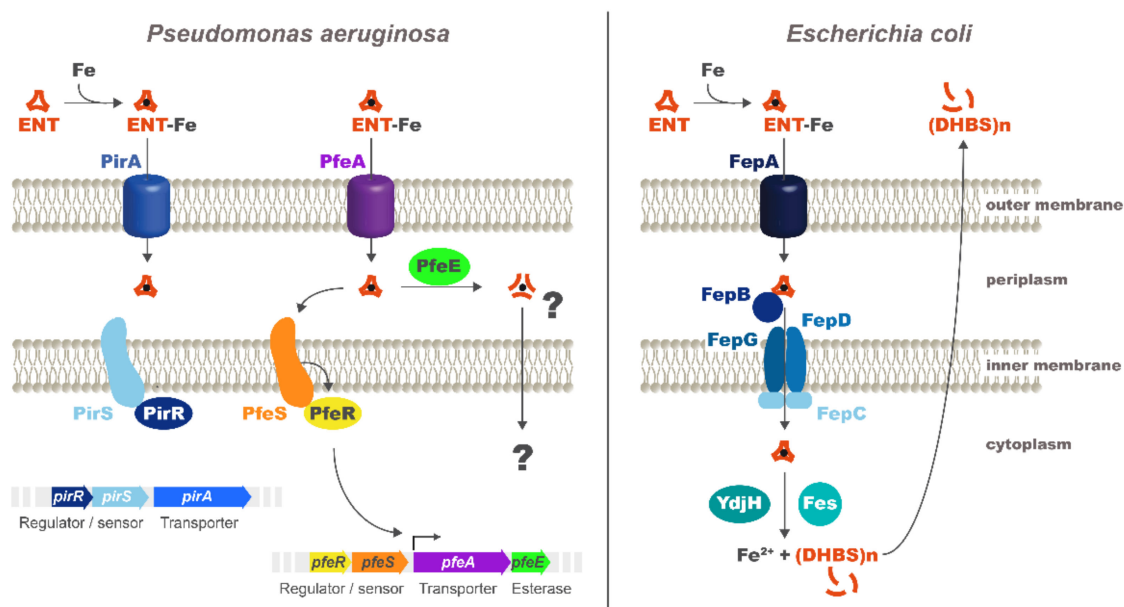 Pseudomonas aeruginosa
Fe
ENT
ENT-Fe
ENT-Fe
PirA
PfeA
PfeE
?
PirS
PirR
PfeS
PfeR
?
pirR
pirS
pirA
Regulator / sensor
Transporter
pfeR
pfeS
pfeA
pfeE
Regulator / sensor
Transporter
Esterase
Escherichia coli
Fe
ENT
ENT-Fe
(DHBS)n
FepA
outer membrane
periplasm
FepB
FepD
FepG
inner membrane
FepC
cytoplasm
YdjH
Fes
Fe²⁺ + (DHBS)n